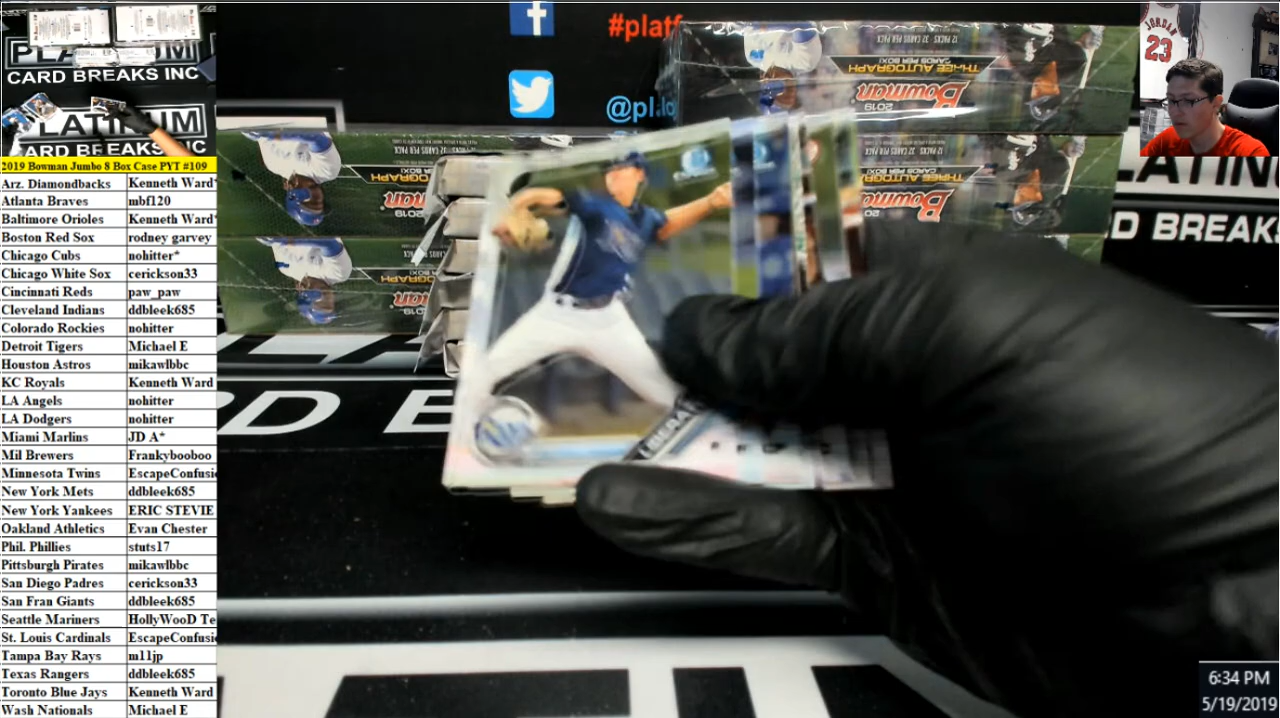 PLATINUM
CARD BREAKS INC
LATINUM
CARD BREAKS INC
2019 Bowman Jumbo 8 Box Case PYT #109
Arz. Diamondbacks Kenneth Ward*
Atlanta Braves mbf120
Baltimore Orioles Kenneth Ward*
Boston Red Sox rodney garvey
Chicago Cubs nohitter*
Chicago White Sox cerickson33
Cincinnati Reds paw_paw
Cleveland Indians ddbleek685
Colorado Rockies nohitter
Detroit Tigers Michael E
Houston Astros mikawlbbc
KC Royals Kenneth Ward
LA Angels nohitter
LA Dodgers nohitter
Miami Marlins JD A*
Mil Brewers Frankybooboo
Minnesota Twins EscapeConfusi
New York Mets ddbleek685
New York Yankees ERIC STEVIE
Oakland Athletics Evan Chester
Phil. Phillies stuts17
Pittsburgh Pirates mikawlbbc
San Diego Padres cerickson33
San Fran Giants ddbleek685
Seattle Mariners HollyWooD Te
St. Louis Cardinals EscapeConfusi
Tampa Bay Rays m11jp
Texas Rangers ddbleek685
Toronto Blue Jays Kenneth Ward
Wash Nationals Michael E
#platf
@pl
12 PACKS · 32 CARDS PER PACK
THREE AUTOGRAPH
CARDS PER BOX!
2019
Bowman
Bowman
LIBERA
D B
JORDAN
23
LATIN
D BREAK
6:34 PM
5/19/2019